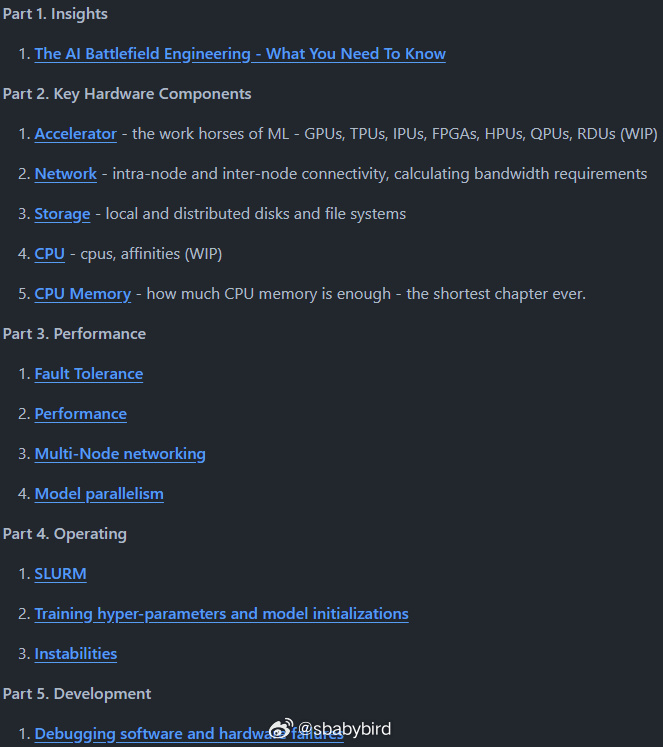 Part 1. Insights
1. The AI Battlefield Engineering - What You Need To Know
Part 2. Key Hardware Components
1. Accelerator - the work horses of ML - GPUs, TPUs, IPUs, FPGAs, HPUs, QPUs, RDUs (WIP)
2. Network - intra-node and inter-node connectivity, calculating bandwidth requirements
3. Storage - local and distributed disks and file systems
4. CPU - cpus, affinities (WIP)
5. CPU Memory - how much CPU memory is enough - the shortest chapter ever.
Part 3. Performance
1. Fault Tolerance
2. Performance
3. Multi-Node networking
4. Model parallelism
Part 4. Operating
1. SLURM
2. Training hyper-parameters and model initializations
3. Instabilities
Part 5. Development
1. Debugging software and hardware failures
@sbabybird